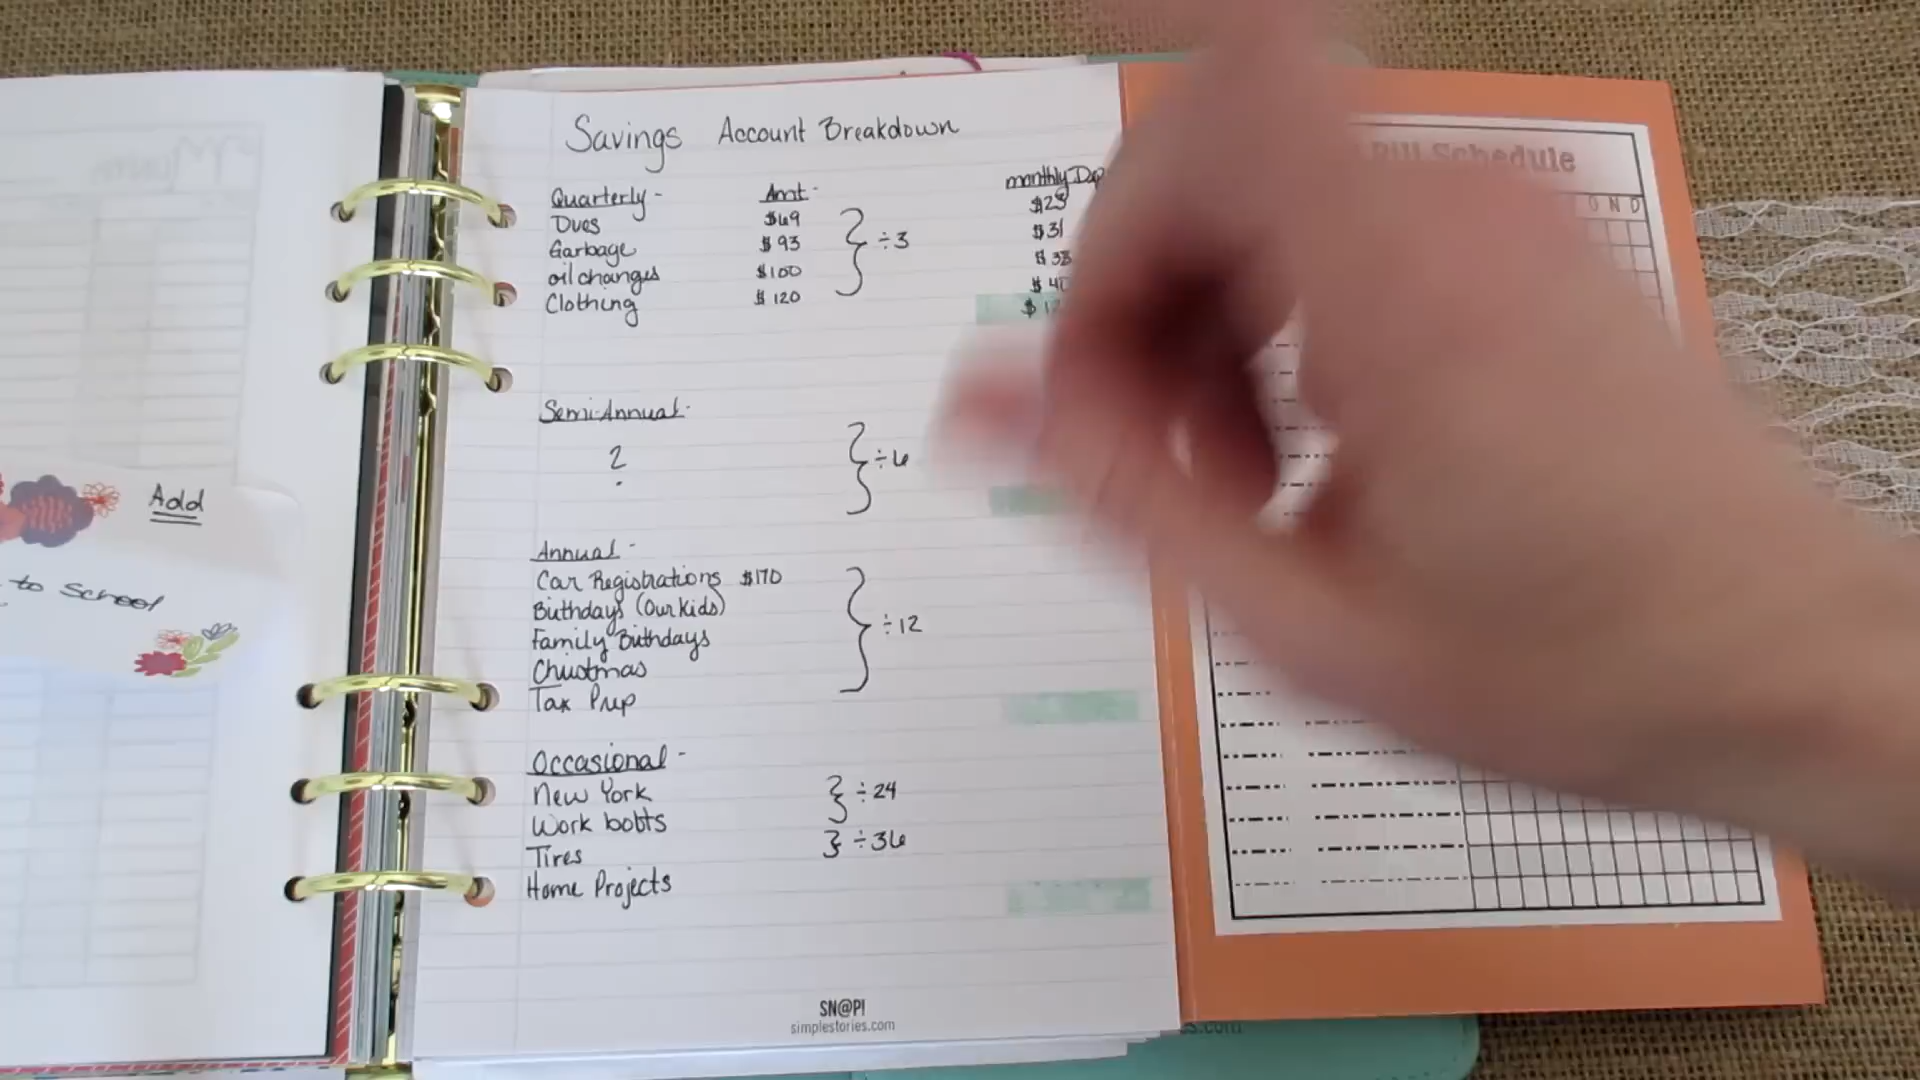 Savings Account Breakdown
Quarterly - Amt - monthly Dep
Dues $69 $23
Garbage $93 } ÷3 $31
oil changes $100 $33
Clothing $120 $40
Semi-Annual -
? } ÷6
Annual -
Car Registrations $170
Birthdays (Our kids) } ÷12
Family Birthdays
Christmas
Tax Prep
Occasional -
New York } ÷24
Work boots
Tires } ÷36
Home Projects
SN@P!
simplestories.com
Add
to School
Bill Schedule
O N D